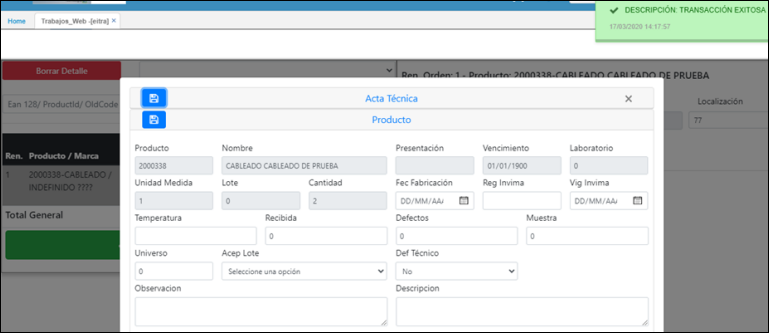 DESCRIPCIÓN: TRANSACCIÓN EXITOSA
17/03/2020 14:17:57
Home Trabajos_Web -[eitra] ×
Borrar Detalle
Ren. Orden: 1 - Producto: 2000338-CABLEADO CABLEADO DE PRUEBA
Ean 128/ ProductId/ OldCode
Localización
77
Ren. Producto / Marca
1 2000338-CABLEADO /
INDEFINIDO ????
Total General
Acta Técnica ×
Producto
Producto Nombre Presentación Vencimiento Laboratorio
2000338 CABLEADO CABLEADO DE PRUEBA 01/01/1900 0
Unidad Medida Lote Cantidad Fec Fabricación Reg Invima Vig Invima
1 0 2 DD/MM/AA DD/MM/AA
Temperatura Recibida Defectos Muestra
0 0 0
Universo Acep Lote Def Técnico
0 Seleccione una opción No
Observacion Descripcion